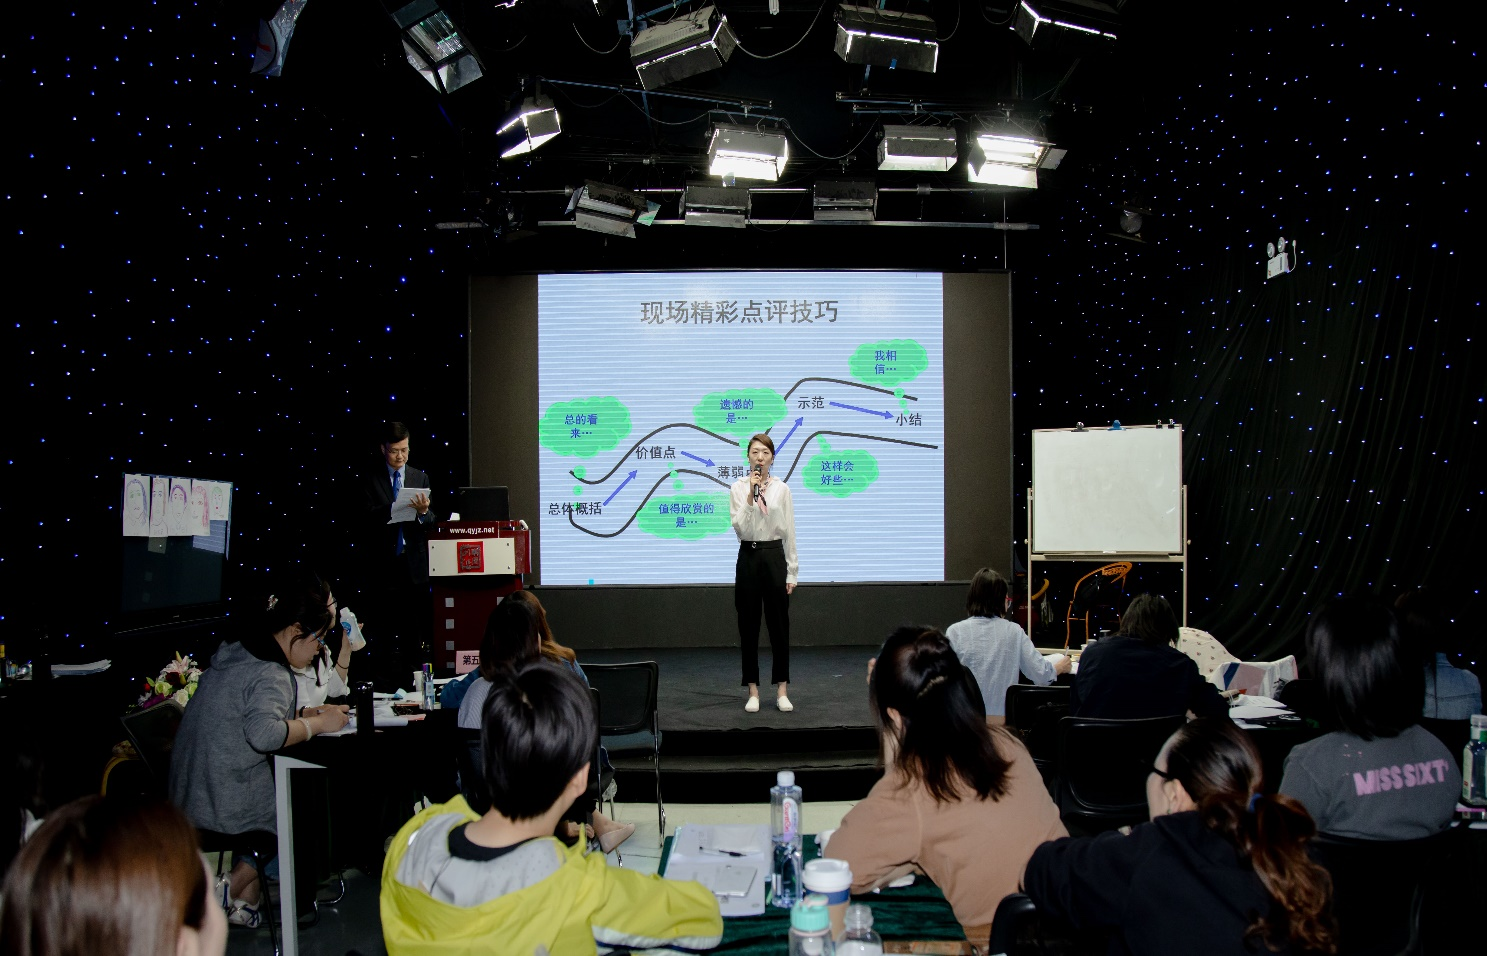 现场精彩点评技巧
我相
信…
总的看
来…
遗憾的
是…
示范
小结
价值点
薄弱点
这样会
好些…
总体概括
值得欣赏的
是…
www.qyjz.net
第五
MISS SIXT